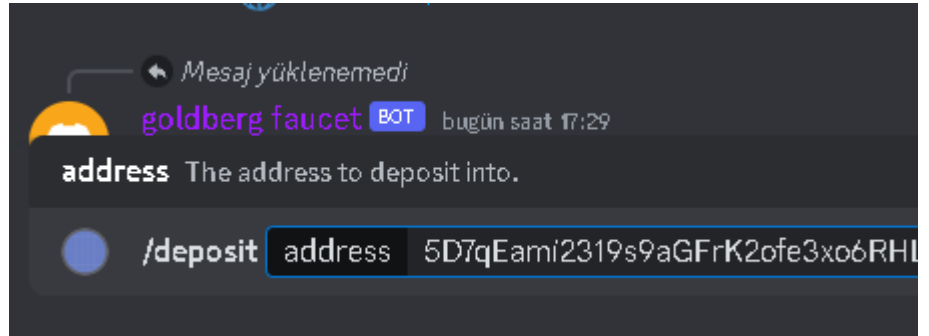 Mesaj yüklenemedi
goldberg faucet BOT bugün saat 17:29
address The address to deposit into.
/deposit address 5D7qEami2319s9aGFrK2ofe3xo6RHL